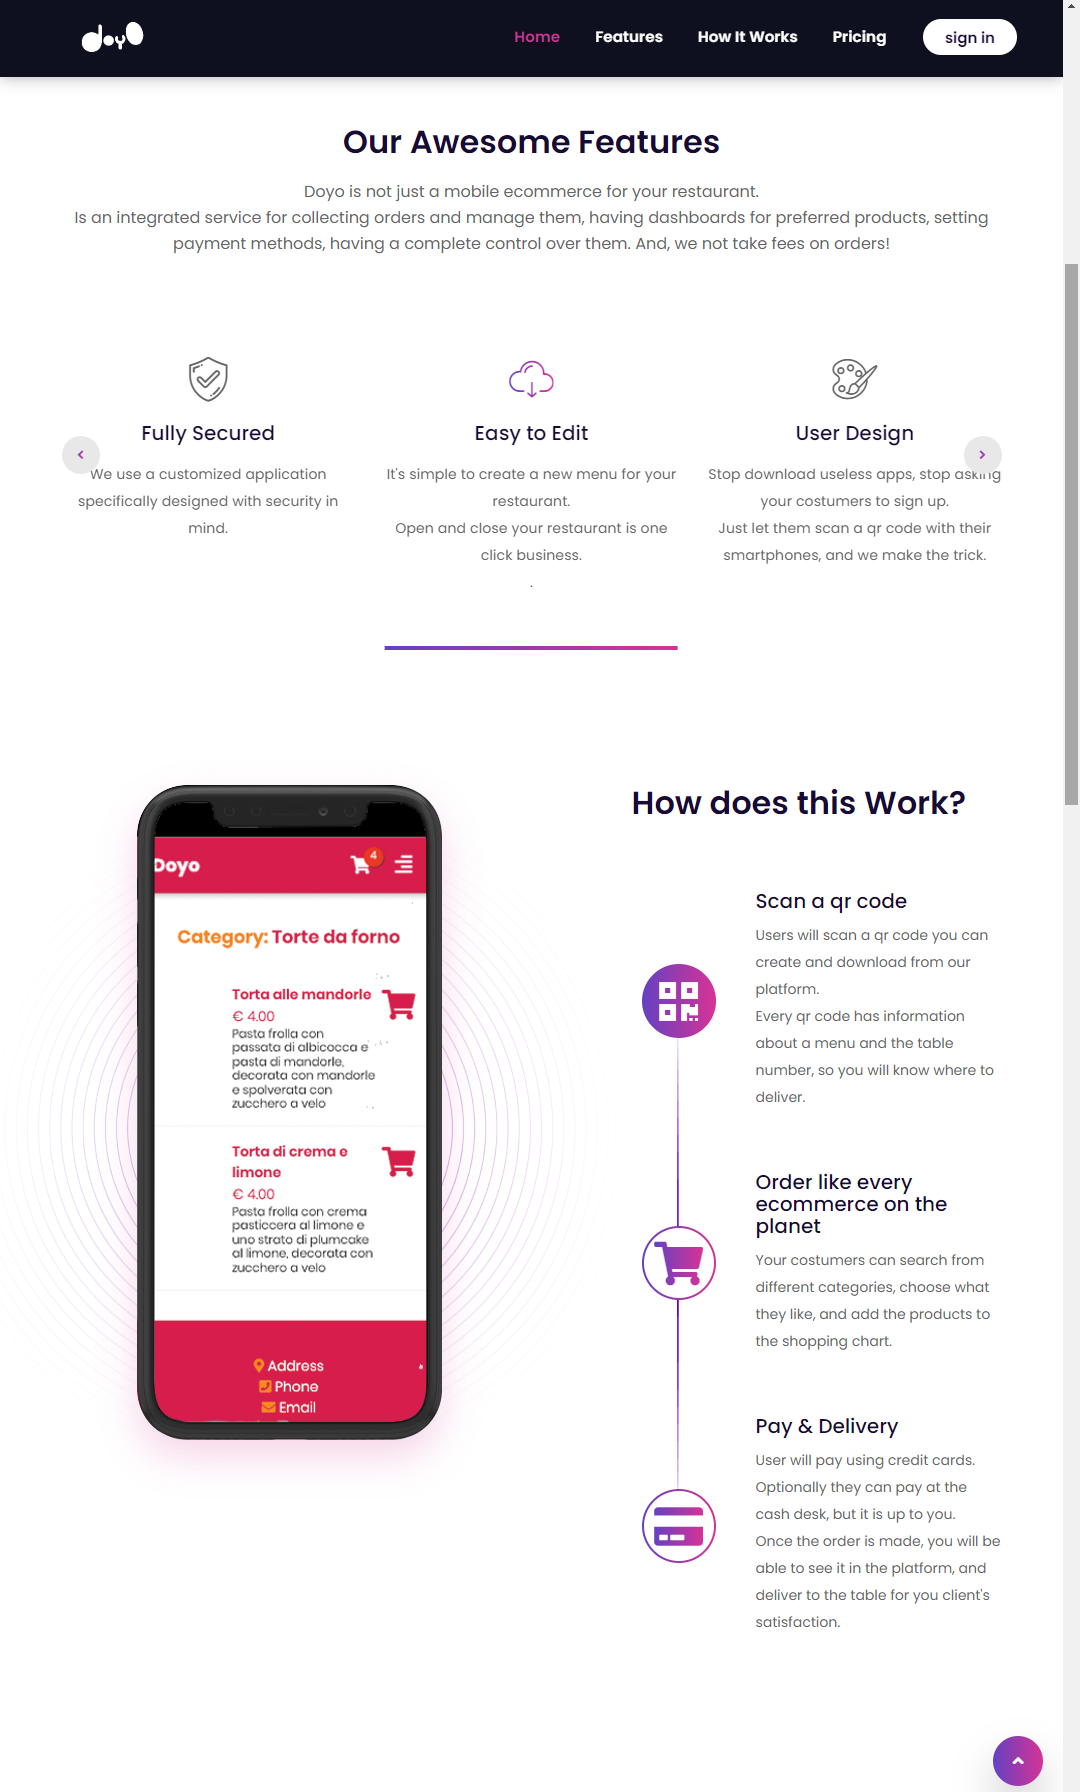 doyo
Home Features How It Works Pricing sign in
Our Awesome Features
Doyo is not just a mobile ecommerce for your restaurant.
Is an integrated service for collecting orders and manage them, having dashboards for preferred products, setting
payment methods, having a complete control over them. And, we not take fees on orders!
Fully Secured
We use a customized application
specifically designed with security in
mind.
Easy to Edit
It's simple to create a new menu for your
restaurant.
Open and close your restaurant is one
click business.
.
User Design
Stop download useless apps, stop asking
your costumers to sign up.
Just let them scan a qr code with their
smartphones, and we make the trick.
Doyo
4
Category: Torte da forno
Torta alle mandorle
€ 4.00
Pasta frolla con
passata di albicocca e
pasta di mandorle,
decorata con mandorle
e spolverata con
zucchero a velo
Torta di crema e
limone
€ 4.00
Pasta frolla con crema
pasticcera al limone e
uno strato di plumcake
al limone, decorata con
zucchero a velo
Address
Phone
Email
How does this Work?
Scan a qr code
Users will scan a qr code you can
create and download from our
platform.
Every qr code has information
about a menu and the table
number, so you will know where to
deliver.
Order like every
ecommerce on the
planet
Your costumers can search from
different categories, choose what
they like, and add the products to
the shopping chart.
Pay & Delivery
User will pay using credit cards.
Optionally they can pay at the
cash desk, but it is up to you.
Once the order is made, you will be
able to see it in the platform, and
deliver to the table for you client's
satisfaction.